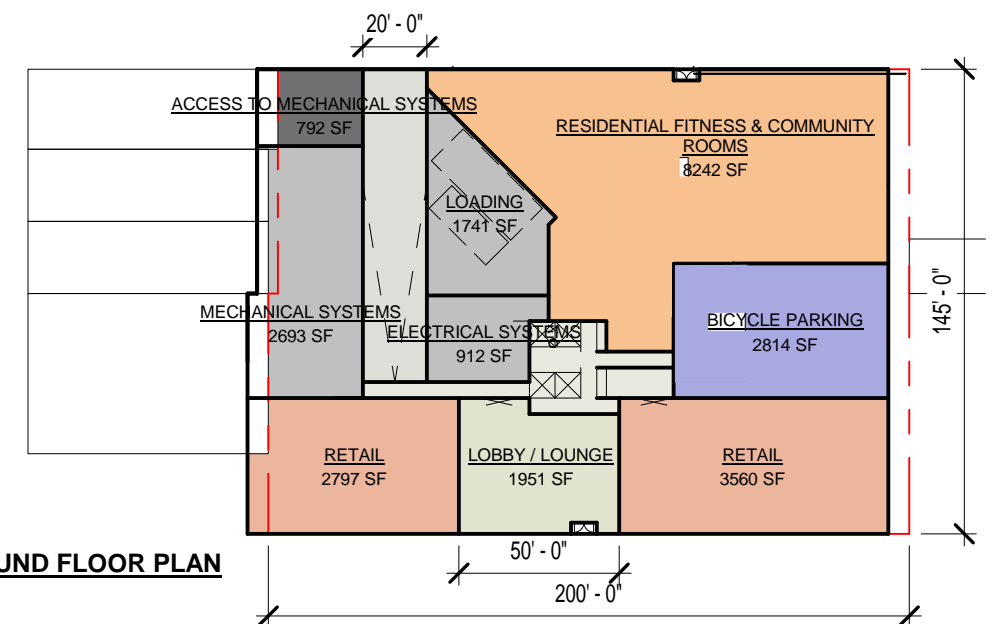 20' - 0"
ACCESS TO MECHANICAL SYSTEMS
792 SF
RESIDENTIAL FITNESS & COMMUNITY
ROOMS
8242 SF
LOADING
1741 SF
MECHANICAL SYSTEMS
2693 SF
ELECTRICAL SYSTEMS
912 SF
BICYCLE PARKING
2814 SF
145' - 0"
RETAIL
2797 SF
LOBBY / LOUNGE
1951 SF
RETAIL
3560 SF
UND FLOOR PLAN
50' - 0"
200' - 0"